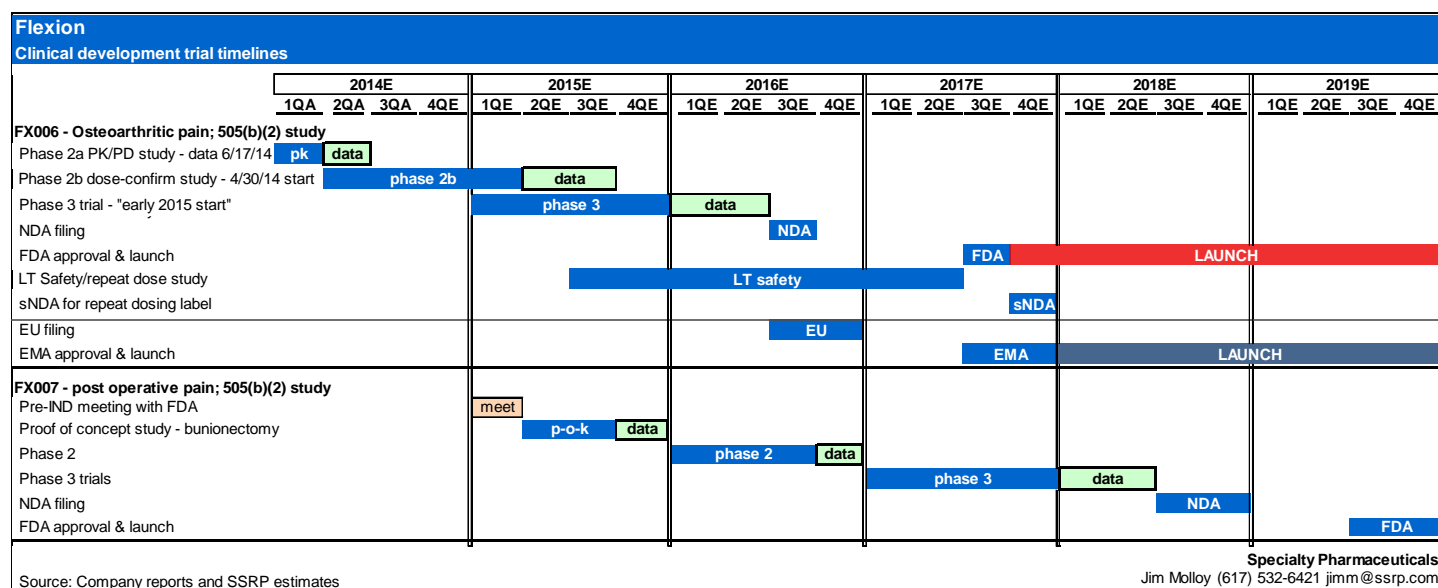 Flexion
Clinical development trial timelines
2014E 2015E 2016E 2017E 2018E 2019E
1QA 2QA 3QA 4QE 1QE 2QE 3QE 4QE 1QE 2QE 3QE 4QE 1QE 2QE 3QE 4QE 1QE 2QE 3QE 4QE 1QE 2QE 3QE 4QE
FX006 - Osteoarthritic pain; 505(b)(2) study
Phase 2a PK/PD study - data 6/17/14 pk data
Phase 2b dose-confirm study - 4/30/14 start phase 2b data
Phase 3 trial - "early 2015 start" phase 3 data
NDA filing NDA
FDA approval & launch FDA LAUNCH
LT Safety/repeat dose study LT safety
sNDA for repeat dosing label sNDA
EU filing EU
EMA approval & launch EMA LAUNCH
FX007 - post operative pain; 505(b)(2) study
Pre-IND meeting with FDA meet
Proof of concept study - bunionectomy p-o-k data
Phase 2 phase 2 data
Phase 3 trials phase 3 data
NDA filing NDA
FDA approval & launch FDA
Specialty Pharmaceuticals
Source: Company reports and SSRP estimates Jim Molloy (617) 532-6421 jimm@ssrp.com